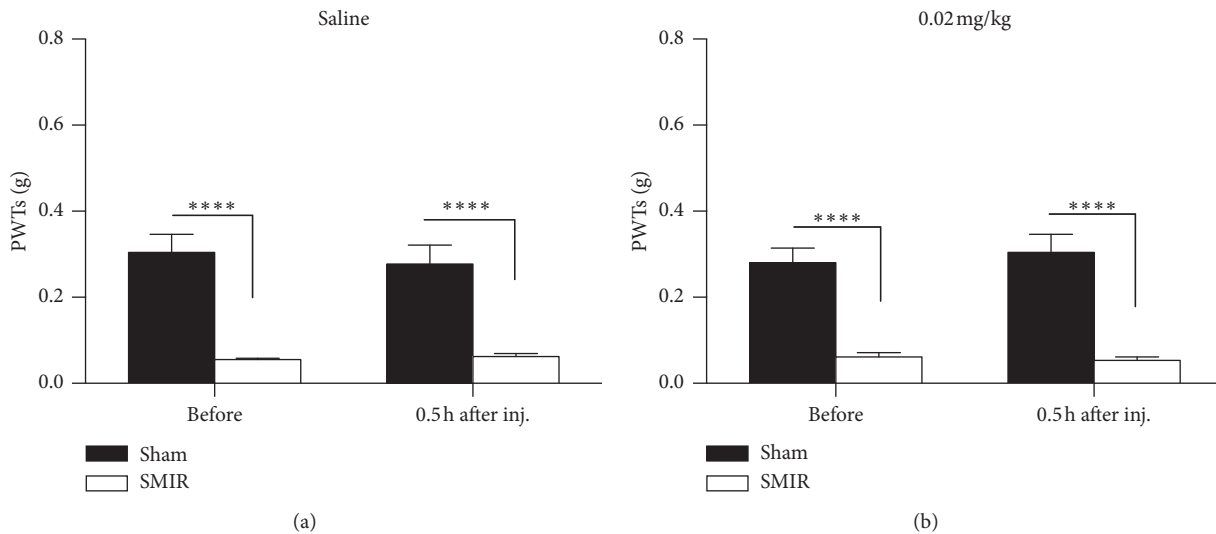 Saline
0.8
0.6
0.4
0.2
0.0
PWTs (g)
****
****
Before
0.5 h after inj.
Sham
SMIR
(a)
0.02 mg/kg
0.8
0.6
0.4
0.2
0.0
PWTs (g)
****
****
Before
0.5 h after inj.
Sham
SMIR
(b)